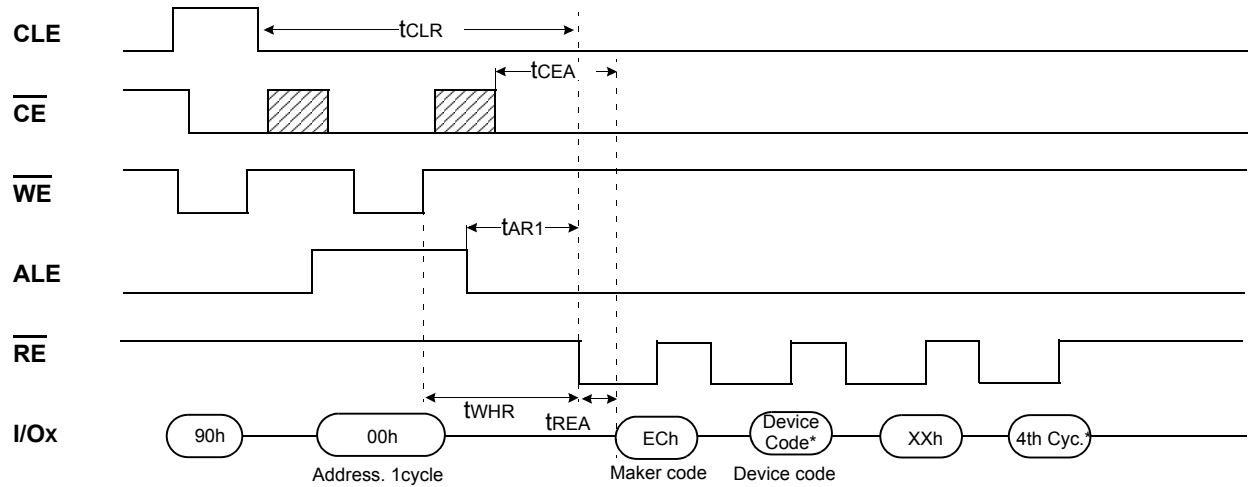 CLE
tCLR
tCEA
CE
WE
tAR1
ALE
RE
tWHR
tREA
I/Ox
90h
00h
ECh
Device
Code*
XXh
4th Cyc.*
Address. 1cycle
Maker code
Device code